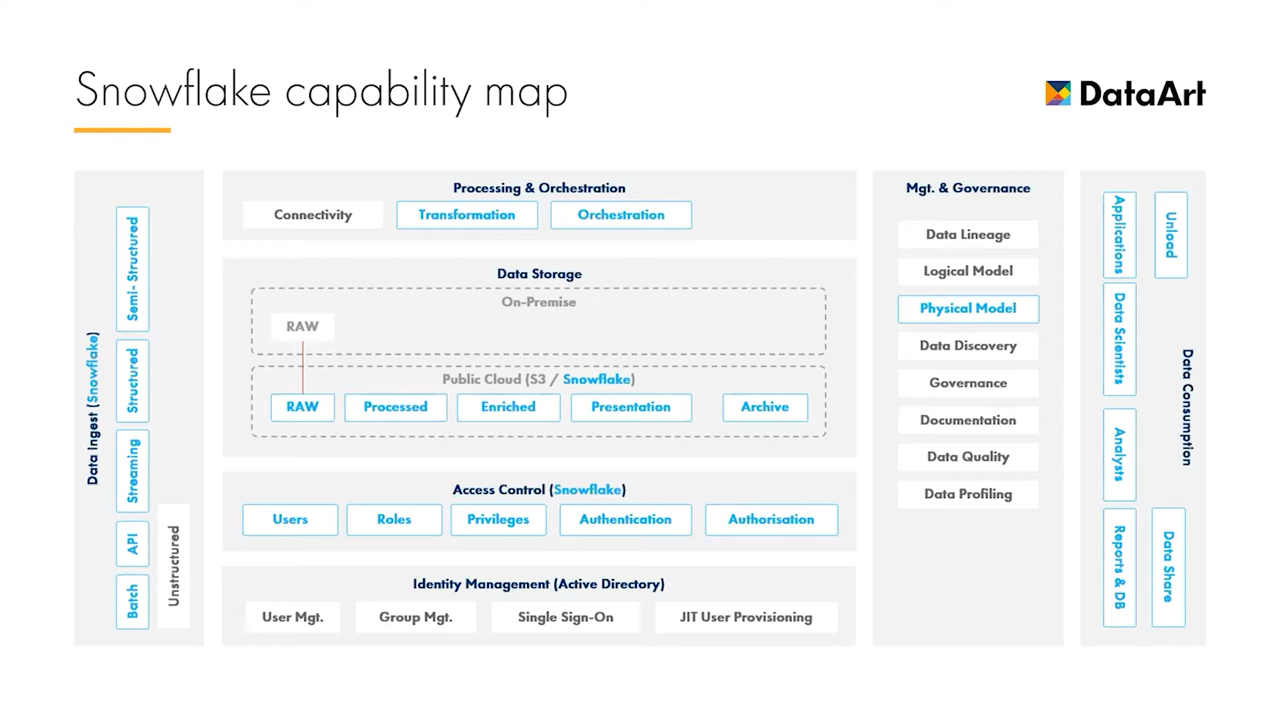 Snowflake capability map
DataArt
Data Ingest (Snowflake)
Semi- Structured
Structured
Streaming
API
Batch
Unstructured
Processing & Orchestration
Connectivity
Transformation
Orchestration
Data Storage
On-Premise
RAW
Public Cloud (S3 / Snowflake)
RAW
Processed
Enriched
Presentation
Archive
Access Control (Snowflake)
Users
Roles
Privileges
Authentication
Authorisation
Identity Management (Active Directory)
User Mgt.
Group Mgt.
Single Sign-On
JIT User Provisioning
Mgt. & Governance
Data Lineage
Logical Model
Physical Model
Data Discovery
Governance
Documentation
Data Quality
Data Profiling
Applications
Unload
Data Scientists
Analysts
Reports & DB
Data Share
Data Consumption